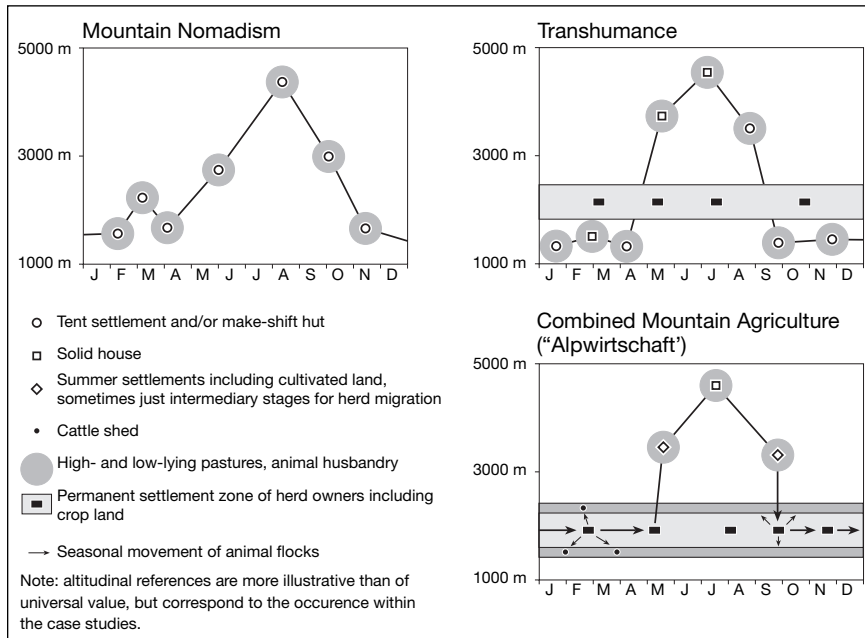 Mountain Nomadism
5000 m
3000 m
1000 m
J F M A M J J A S O N D
Transhumance
5000 m
3000 m
1000 m
J F M A M J J A S O N D
Tent settlement and/or make-shift hut
Solid house
Summer settlements including cultivated land,
sometimes just intermediary stages for herd migration
Cattle shed
High- and low-lying pastures, animal husbandry
Permanent settlement zone of herd owners including
crop land
Seasonal movement of animal flocks
Note: altitudinal references are more illustrative than of
universal value, but correspond to the occurence within
the case studies.
Combined Mountain Agriculture
(“Alpwirtschaft’)
5000 m
3000 m
1000 m
J F M A M J J A S O N D